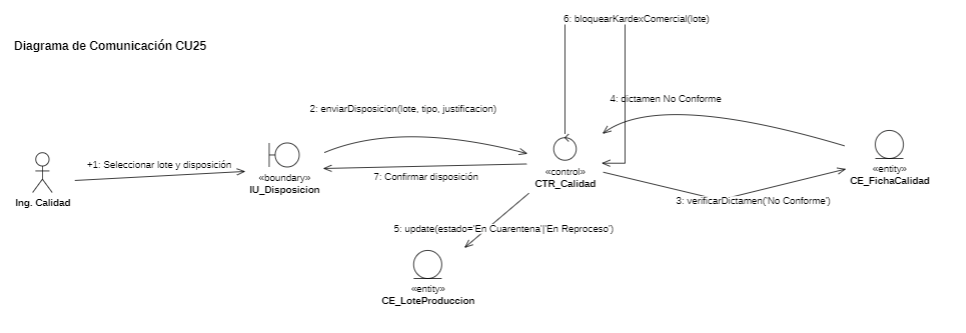 6: bloquearKardexComercial(lote)
Diagrama de Comunicación CU25
4: dictamen No Conforme
2: enviarDisposicion(lote, tipo, justificacion)
+1: Seleccionar lote y disposición
7: Confirmar disposición
«boundary»
IU_Disposicion
«control»
CTR_Calidad
«entity»
CE_FichaCalidad
Ing. Calidad
3: verificarDictamen('No Conforme')
5: update(estado='En Cuarentena'|'En Reproceso')
«entity»
CE_LoteProduccion